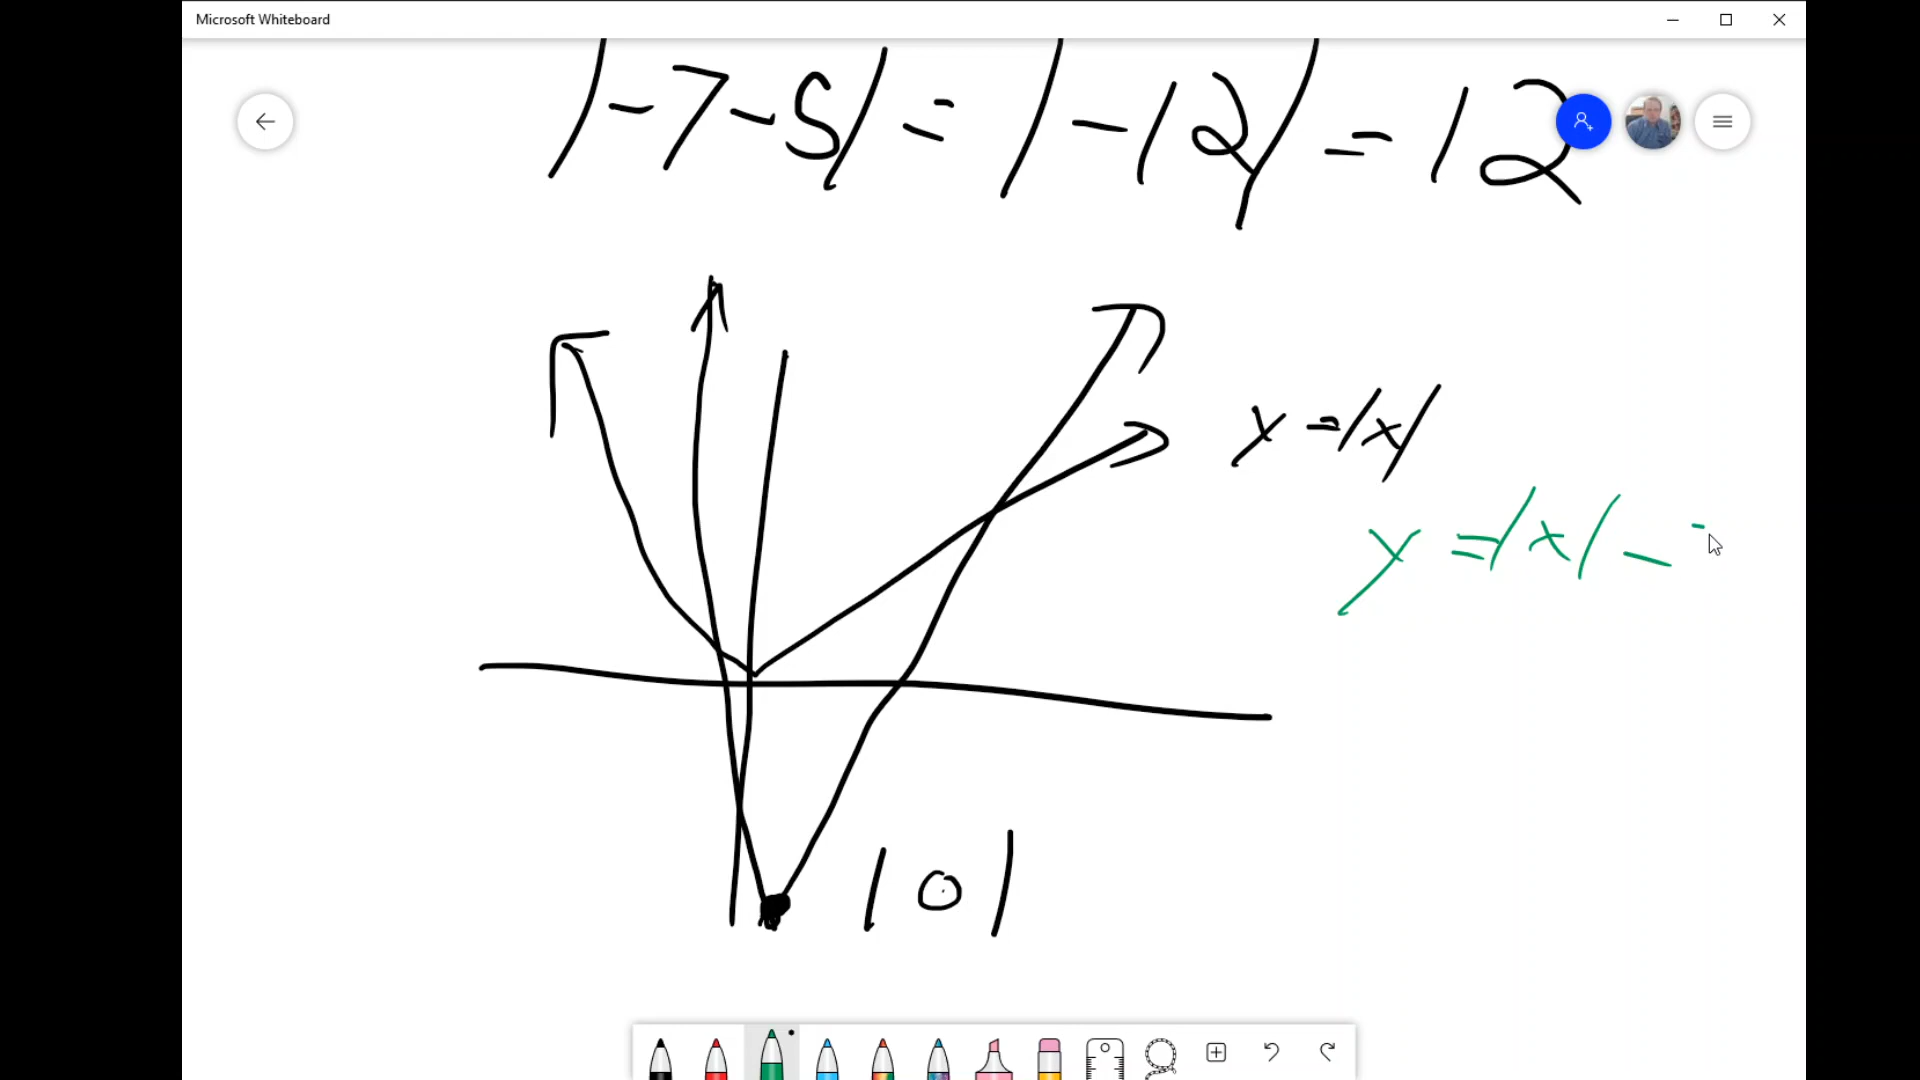 Microsoft Whiteboard
|-7-5| = |-12| = 12
y = |x|
y = |x| -
|0|